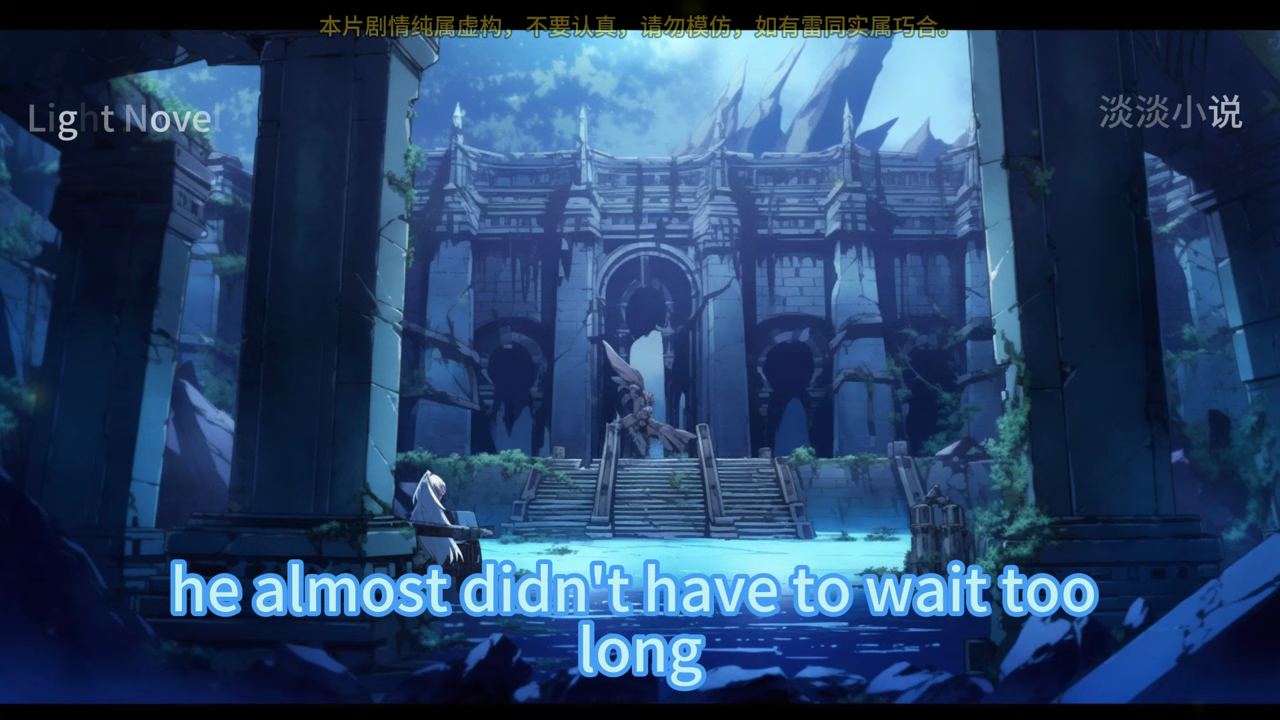 本片剧情纯属虚构，不要认真，请勿模仿，如有雷同实属巧合。
Light Novel
淡淡小说
he almost didn't have to wait too
long